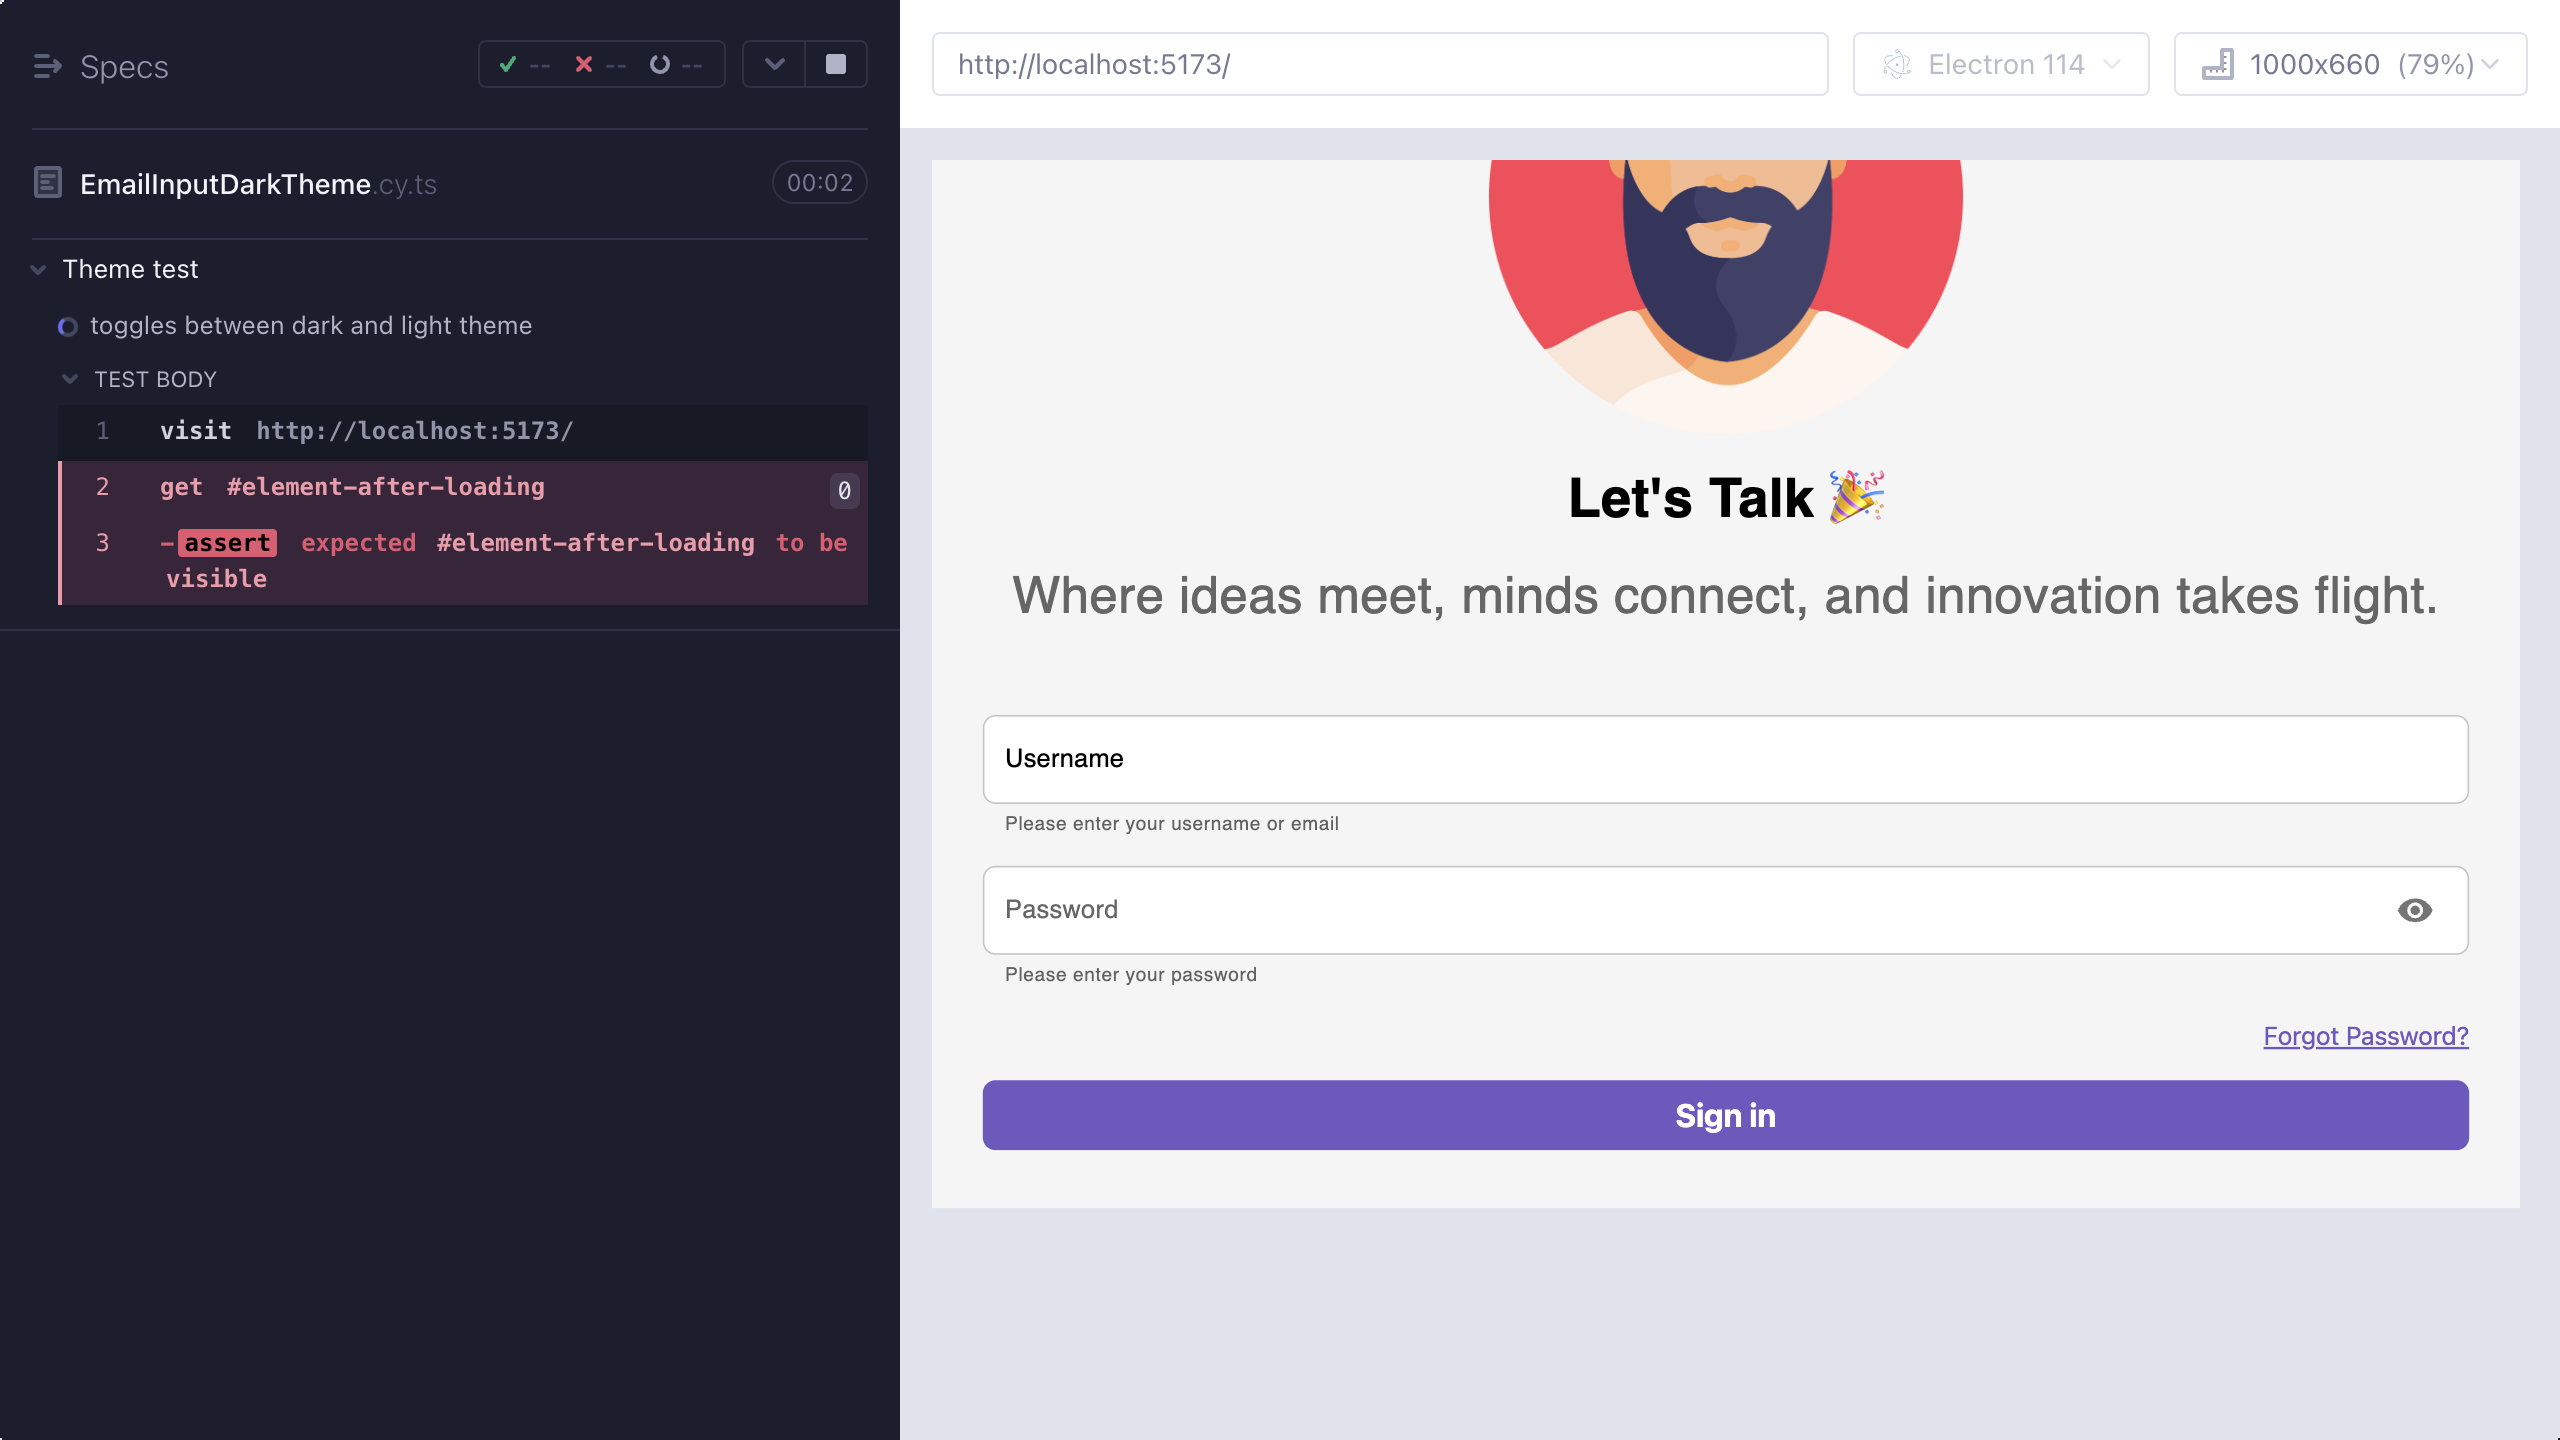 Specs
-- -- --
EmailInputDarkTheme.cy.ts
00:02
Theme test
toggles between dark and light theme
TEST BODY
1 visit http://localhost:5173/
2 get #element-after-loading 0
3 -assert expected #element-after-loading to be
visible
http://localhost:5173/
Electron 114
1000x660 (79%)
Let's Talk 🎉
Where ideas meet, minds connect, and innovation takes flight.
Username
Please enter your username or email
Password
Please enter your password
Forgot Password?
Sign in